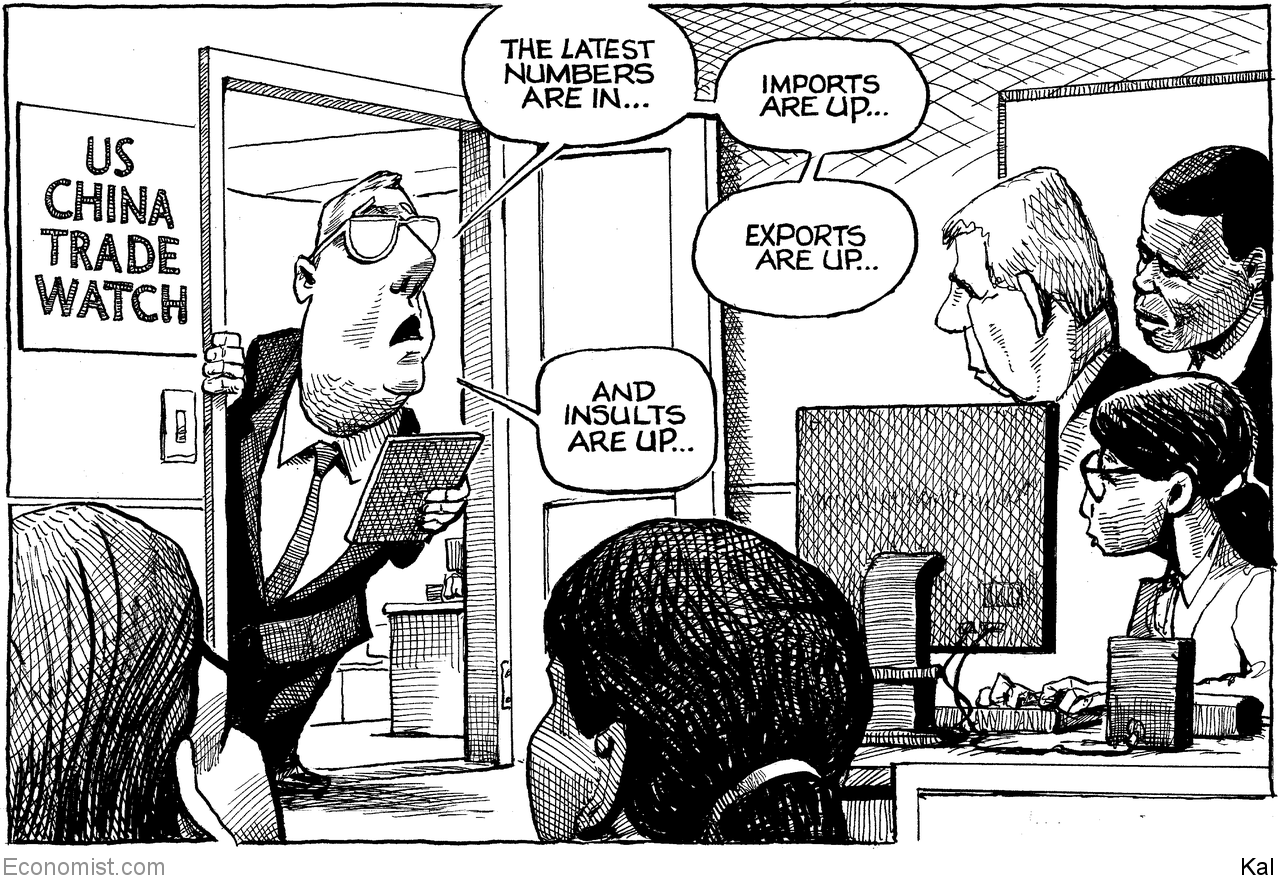 US
CHINA
TRADE
WATCH
THE LATEST
NUMBERS
ARE IN...
IMPORTS
ARE UP...
EXPORTS
ARE UP...
AND
INSULTS
ARE UP...
Economist.com
Kal